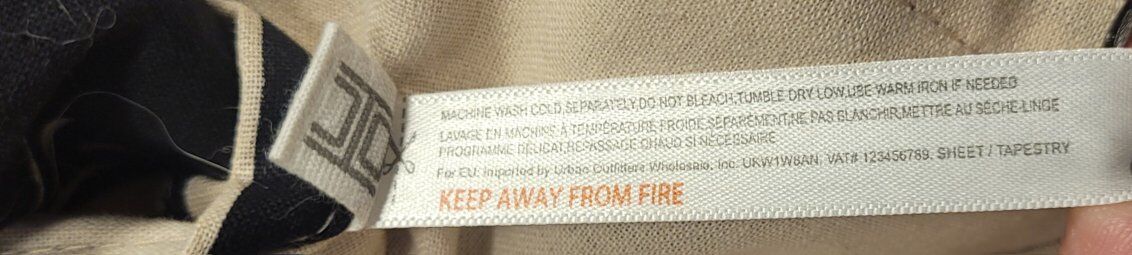 MACHINE WASH COLD,SEPARATELY,DO NOT BLEACH,TUMBLE DRY LOW,USE WARM IRON IF NEEDED
LAVAGE EN MACHINE À TEMPÉRATURE FROIDE,SÉPARÉMENT,NE PAS BLANCHIR,METTRE AU SÈCHE-LINGE
PROGRAMME DÉLICAT,REPASSAGE CHAUD SI NÉCESSAIRE
For EU: Imported by Urban Outfitters Wholesale, Inc. UKW1W8AN. VAT# 123456789. SHEET / TAPESTRY
KEEP AWAY FROM FIRE